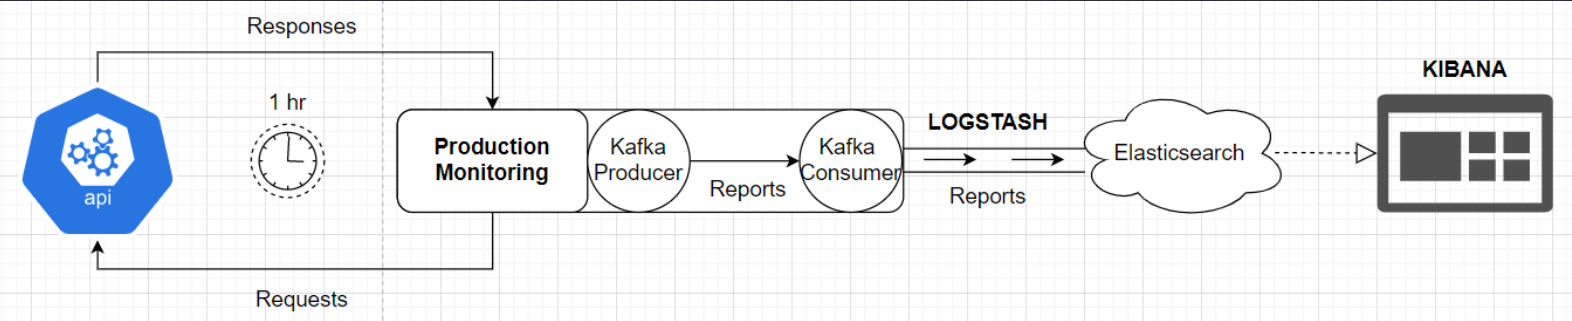 Responses
1 hr
api
Requests
Production
Monitoring
Kafka
Producer
Reports
Kafka
Consumer
LOGSTASH
Reports
Elasticsearch
KIBANA